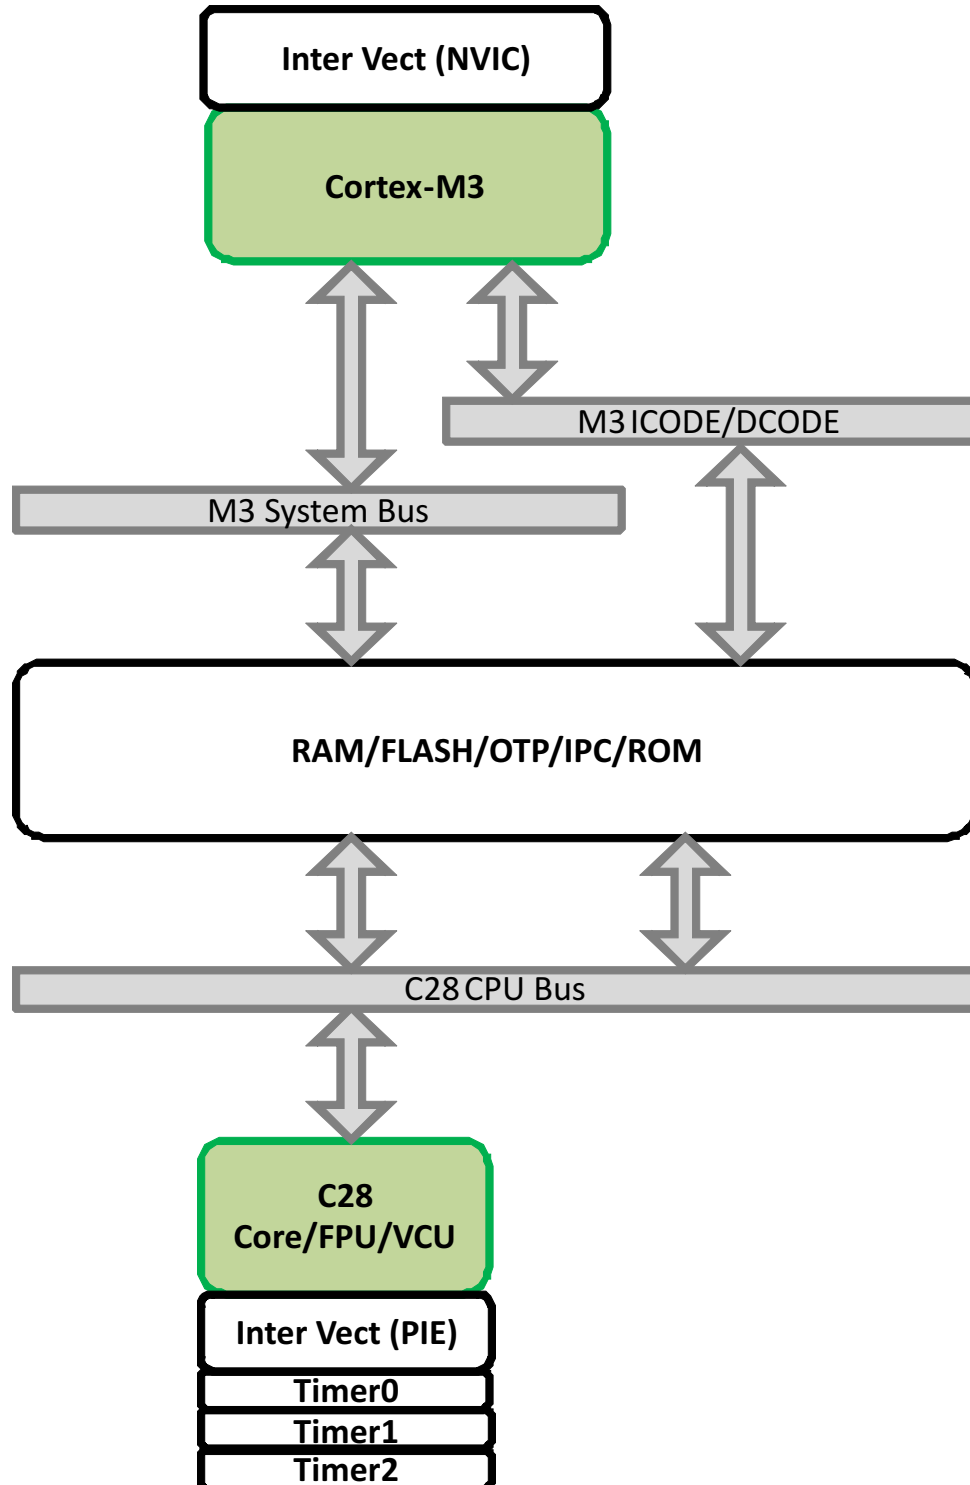 Inter Vect (NVIC)
Cortex-M3
M3 ICODE/DCODE
M3 System Bus
RAM/FLASH/OTP/IPC/ROM
C28 CPU Bus
C28
Core/FPU/VCU
Inter Vect (PIE)
Timer0
Timer1
Timer2